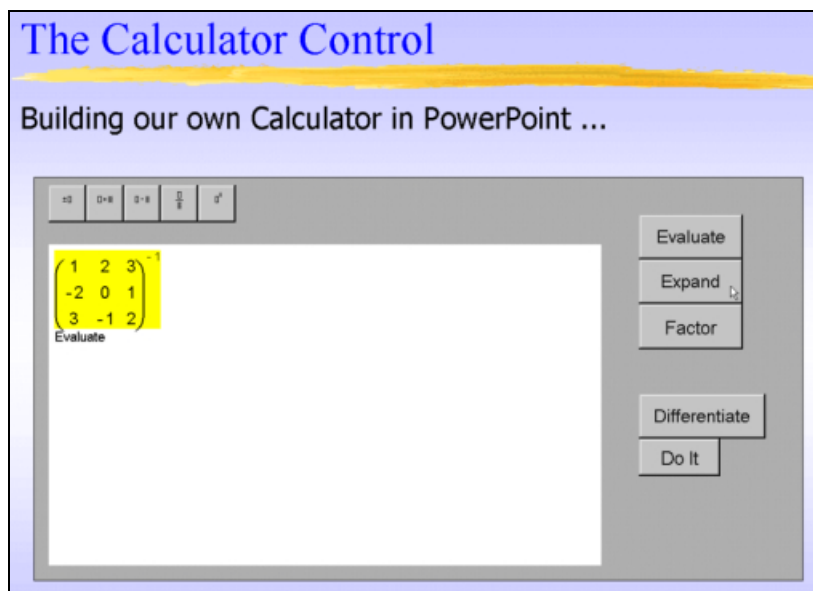 The Calculator Control
Building our own Calculator in PowerPoint ...
±▯ ▯+▯ ▯-▯ ▯/▯ ▯^▯
Evaluate
Expand
Factor
Differentiate
Do It
1 2 3 -1
-2 0 1
3 -1 2
Evaluate